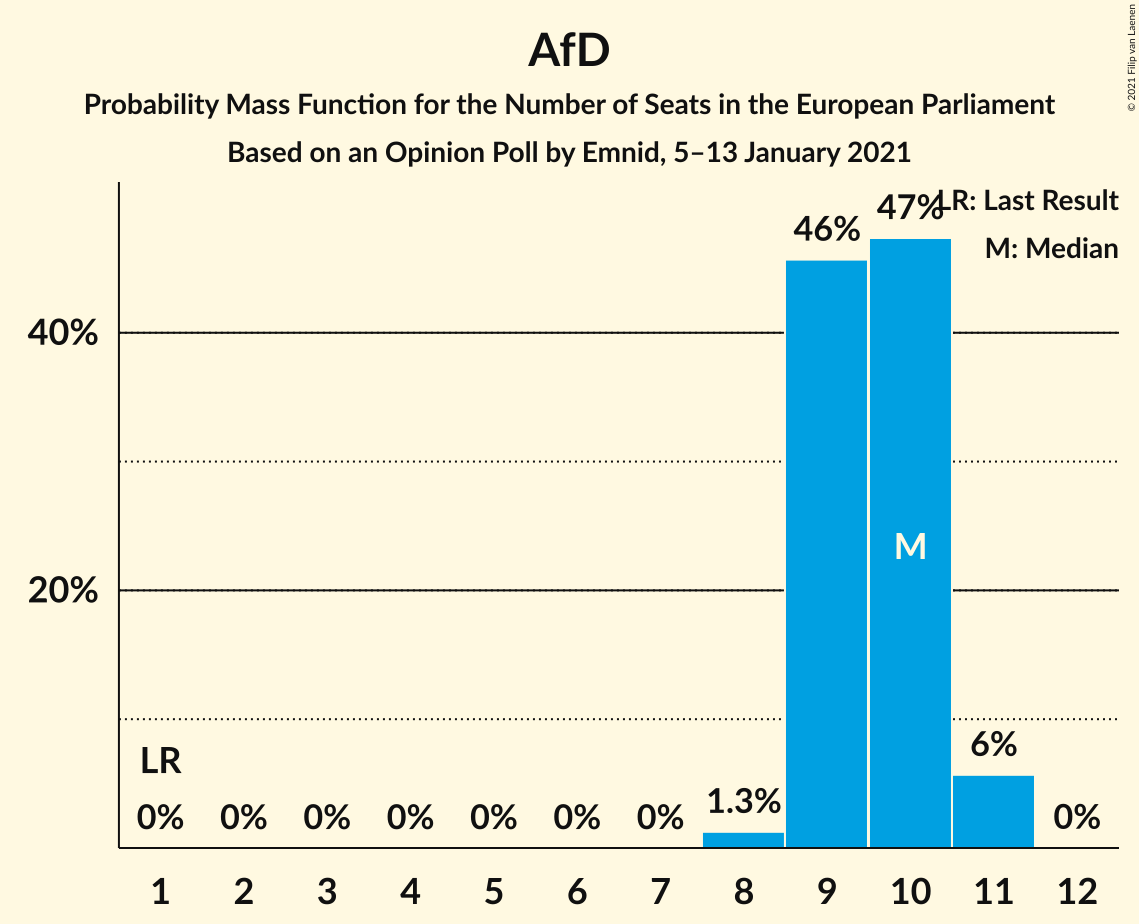 AfD
Probability Mass Function for the Number of Seats in the European Parliament
Based on an Opinion Poll by Emnid, 5–13 January 2021
© 2021 Filip van Laenen
LR: Last Result
M: Median
46%
47%
40%
20%
M
LR
0%
0%
0%
0%
0%
0%
0%
1.3%
6%
0%
1 2 3 4 5 6 7 8 9 10 11 12